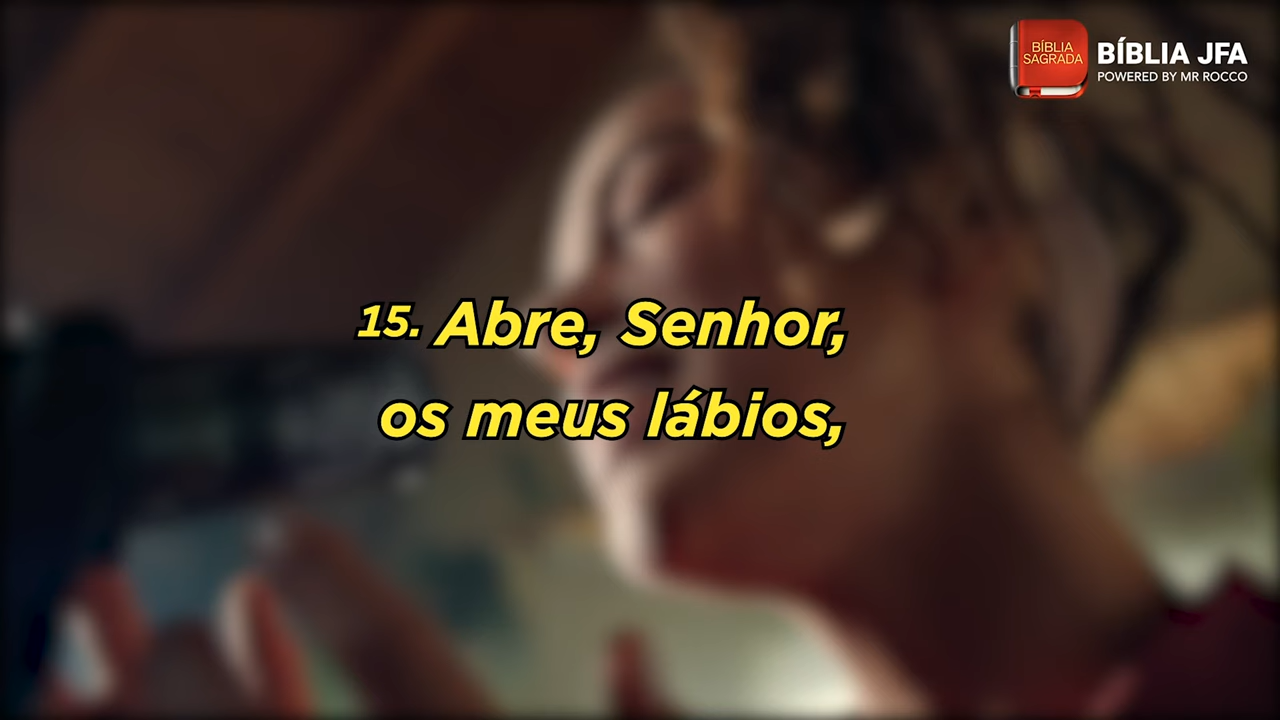 BÍBLIA
SAGRADA
BÍBLIA JFA
POWERED BY MR ROCCO
15. Abre, Senhor,
os meus lábios,